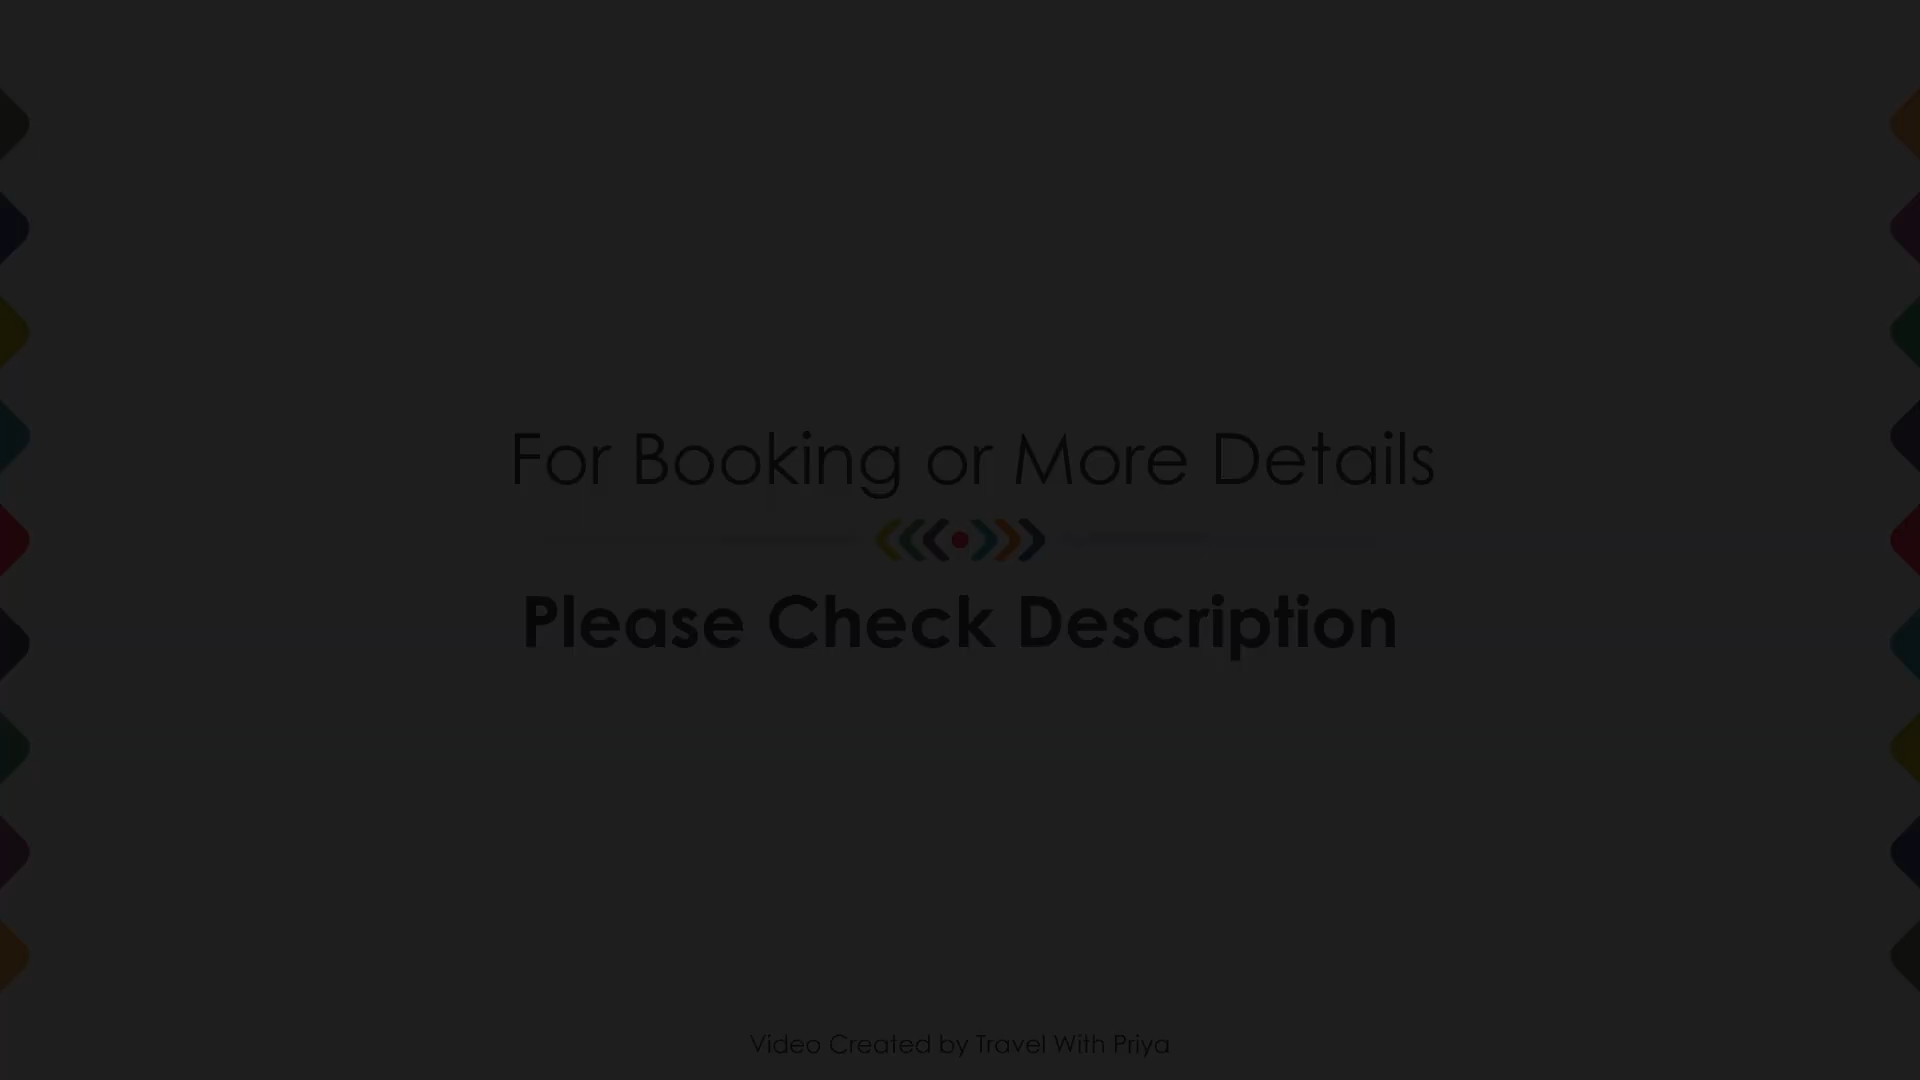 For Booking or More Details
Please Check Description
Video Created by Travel With Priya